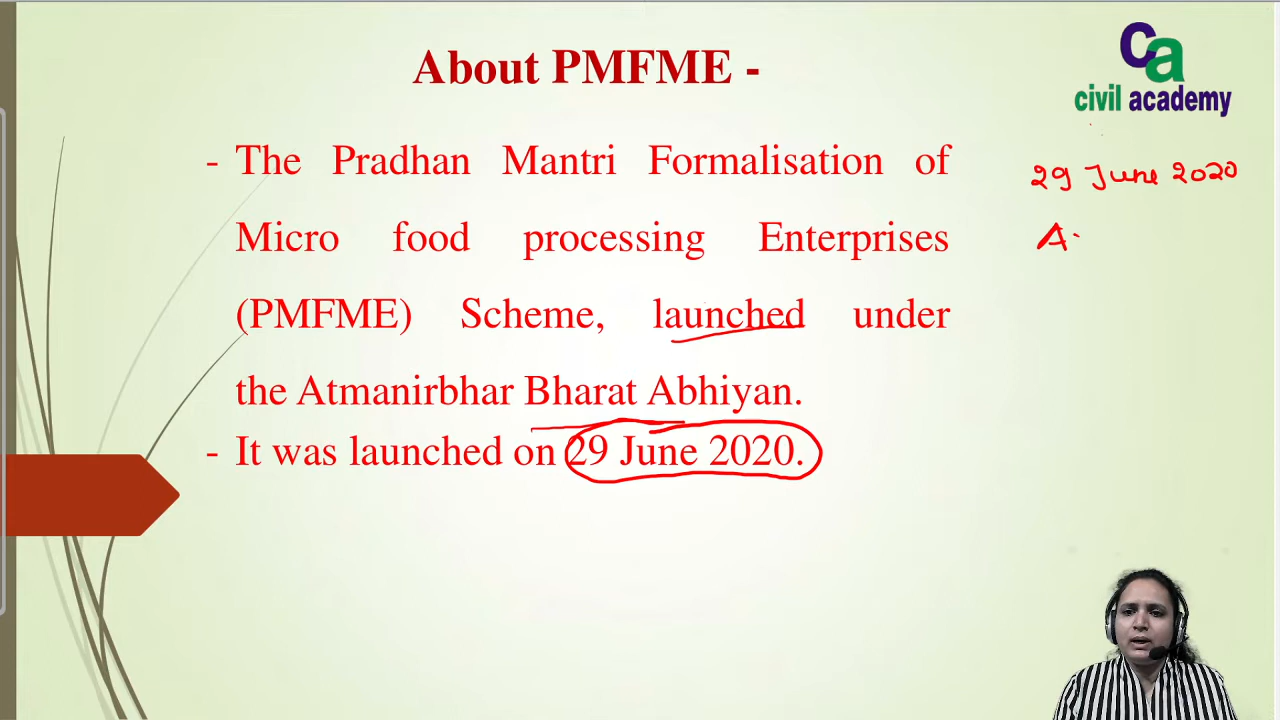 About PMFME -
ca
civil academy
- The Pradhan Mantri Formalisation of
Micro food processing Enterprises
(PMFME) Scheme, launched under
the Atmanirbhar Bharat Abhiyan.
- It was launched on 29 June 2020.
29 June 2020
A